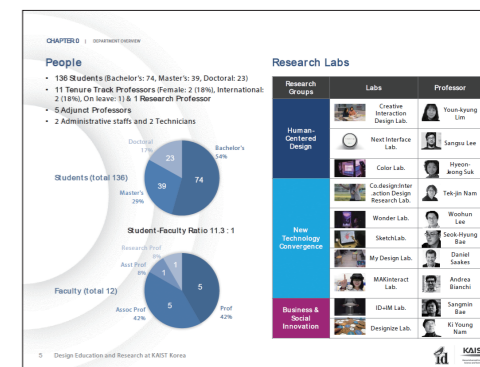 CHAPTER 0 | DEPARTMENT OVERVIEW
People
• 136 Students (Bachelor's: 74, Master's: 39, Doctoral: 23)
• 11 Tenure Track Professors (Female: 2 (18%), International:
2 (18%), On leave: 1) & 1 Research Professor
• 5 Adjunct Professors
• 2 Administrative staffs and 2 Technicians
Doctoral
17%
Bachelor's
54%
23
Students (total 136)
39
74
Master's
29%
Student-Faculty Ratio 11.3 : 1
Research Prof
8%
Asst Prof
8%
1
1
5
Faculty (total 12)
5
Assoc Prof
42%
Prof
42%
Research Labs
Research
Groups
Labs
Professor
Human-
Centered
Design
Creative
Interaction
Design Lab.
Youn-kyung
Lim
Next Interface
Lab.
Sangsu Lee
Color Lab.
Hyeon-
Jeong Suk
New
Technology
Convergence
Co.design:Inter
.action Design
Research Lab.
Tek-Jin Nam
Wonder Lab.
Woohun
Lee
SketchLab.
Seok-Hyung
Bae
My Design Lab.
Daniel
Saakes
MAKinteract
Lab.
Andrea
Bianchi
Business &
Social
Innovation
ID+IM Lab.
Sangmin
Bae
Designize Lab.
Ki Young
Nam
5 Design Education and Research at KAIST Korea
id
KAIS